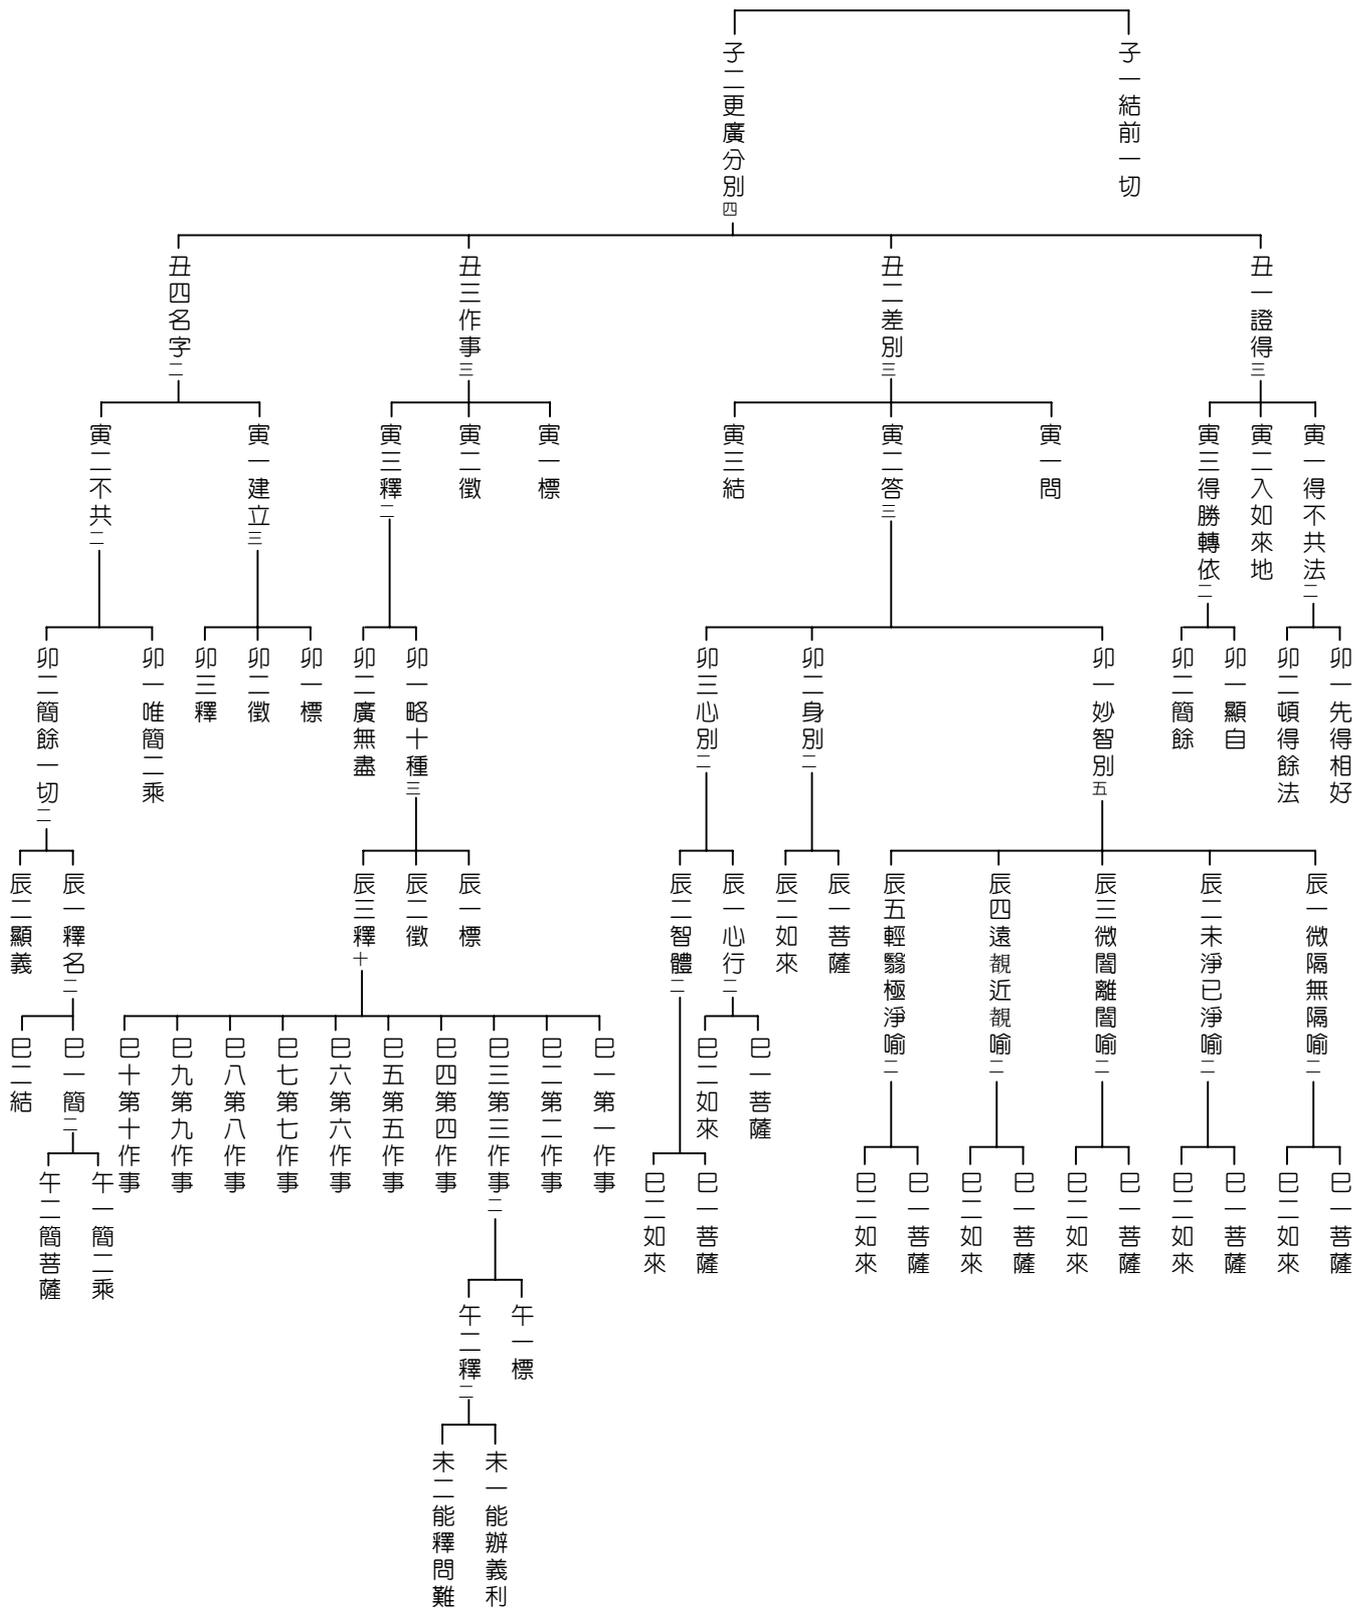 子一結前一切
子二更廣分別四
丑一證得三
丑二差別三
丑三作事三
丑四名字二
寅一得不共法二
寅二入如來地
寅三得勝轉依二
寅一問
寅二答三
寅三結
寅一標
寅二徵
寅三釋二
寅一建立三
寅二不共二
卯一先得相好
卯二頓得餘法
卯一顯自
卯二簡餘
卯一妙智別五
卯二身別二
卯三心別二
卯一略十種三
卯二廣無盡
卯一標
卯二徵
卯三釋
卯一唯簡二乘
卯二簡餘一切二
辰一微隔無隔喻二
辰二未淨已淨喻二
辰三微闇離闇喻二
辰四遠覩近覩喻二
辰五輕翳極淨喻二
辰一菩薩
辰二如來
辰一心行二
辰二智體二
辰一標
辰二徵
辰三釋十
辰一釋名二
辰二顯義
巳一菩薩
巳二如來
巳一第一作事
巳二第二作事
巳三第三作事二
巳四第四作事
巳五第五作事
巳六第六作事
巳七第七作事
巳八第八作事
巳九第九作事
巳十第十作事
巳一簡二
巳二結
巳一菩薩
巳二如來
巳一菩薩
巳二如來
巳一菩薩
巳二如來
巳一菩薩
巳二如來
巳一菩薩
巳二如來
巳一菩薩
巳二如來
午一簡二乘
午二簡菩薩
午一標
午二釋二
未一能辦義利
未二能釋問難